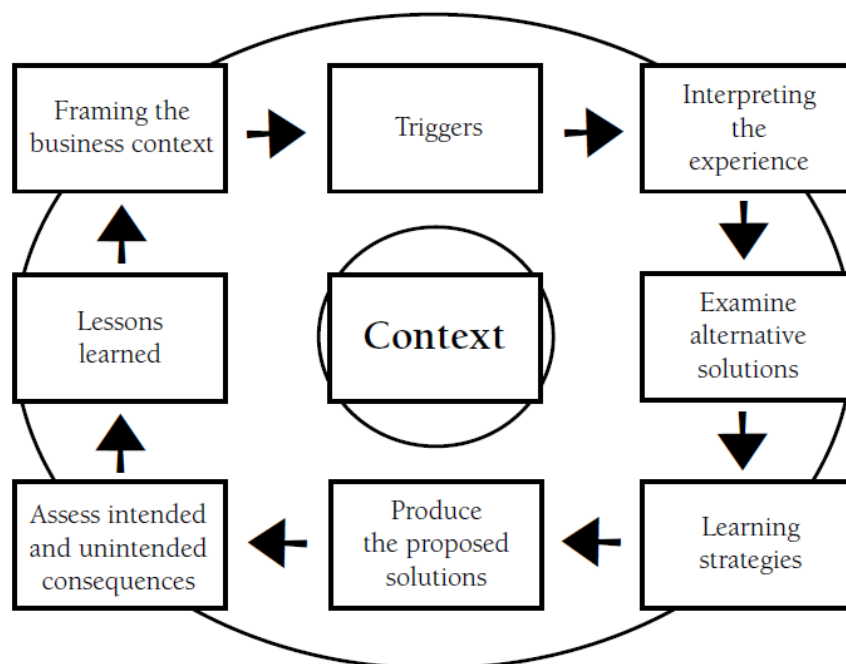 Framing the
business context
Triggers
Interpreting
the
experience
Lessons
learned
Context
Examine
alternative
solutions
Assess intended
and unintended
consequences
Produce
the proposed
solutions
Learning
strategies